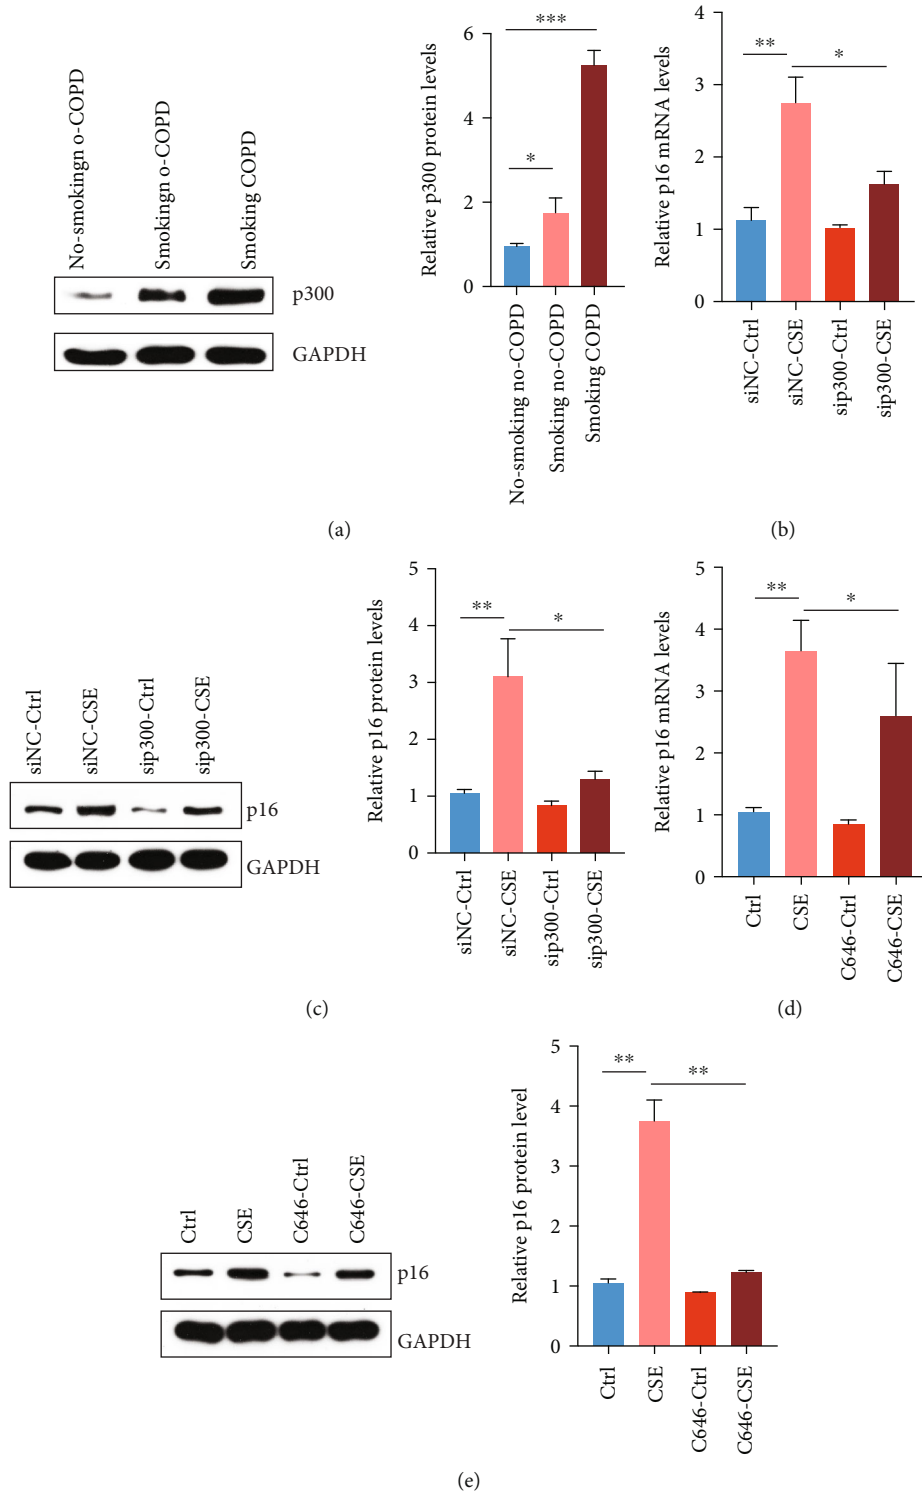 No-smokingn o-COPD
Smokingn o-COPD
Smoking COPD
p300
GAPDH
Relative p300 protein levels
6
4
2
0
***
*
No-smoking no-COPD
Smoking no-COPD
Smoking COPD
(a)
Relative p16 mRNA levels
4
3
2
1
0
**
*
siNC-Ctrl
siNC-CSE
sip300-Ctrl
sip300-CSE
(b)
siNC-Ctrl
siNC-CSE
sip300-Ctrl
sip300-CSE
p16
GAPDH
Relative p16 protein levels
5
4
3
2
1
0
**
*
siNC-Ctrl
siNC-CSE
sip300-Ctrl
sip300-CSE
(c)
Relative p16 mRNA levels
5
4
3
2
1
0
**
*
Ctrl
CSE
C646-Ctrl
C646-CSE
(d)
Ctrl
CSE
C646-Ctrl
C646-CSE
p16
GAPDH
Relative p16 protein level
5
4
3
2
1
0
**
**
Ctrl
CSE
C646-Ctrl
C646-CSE
(e)